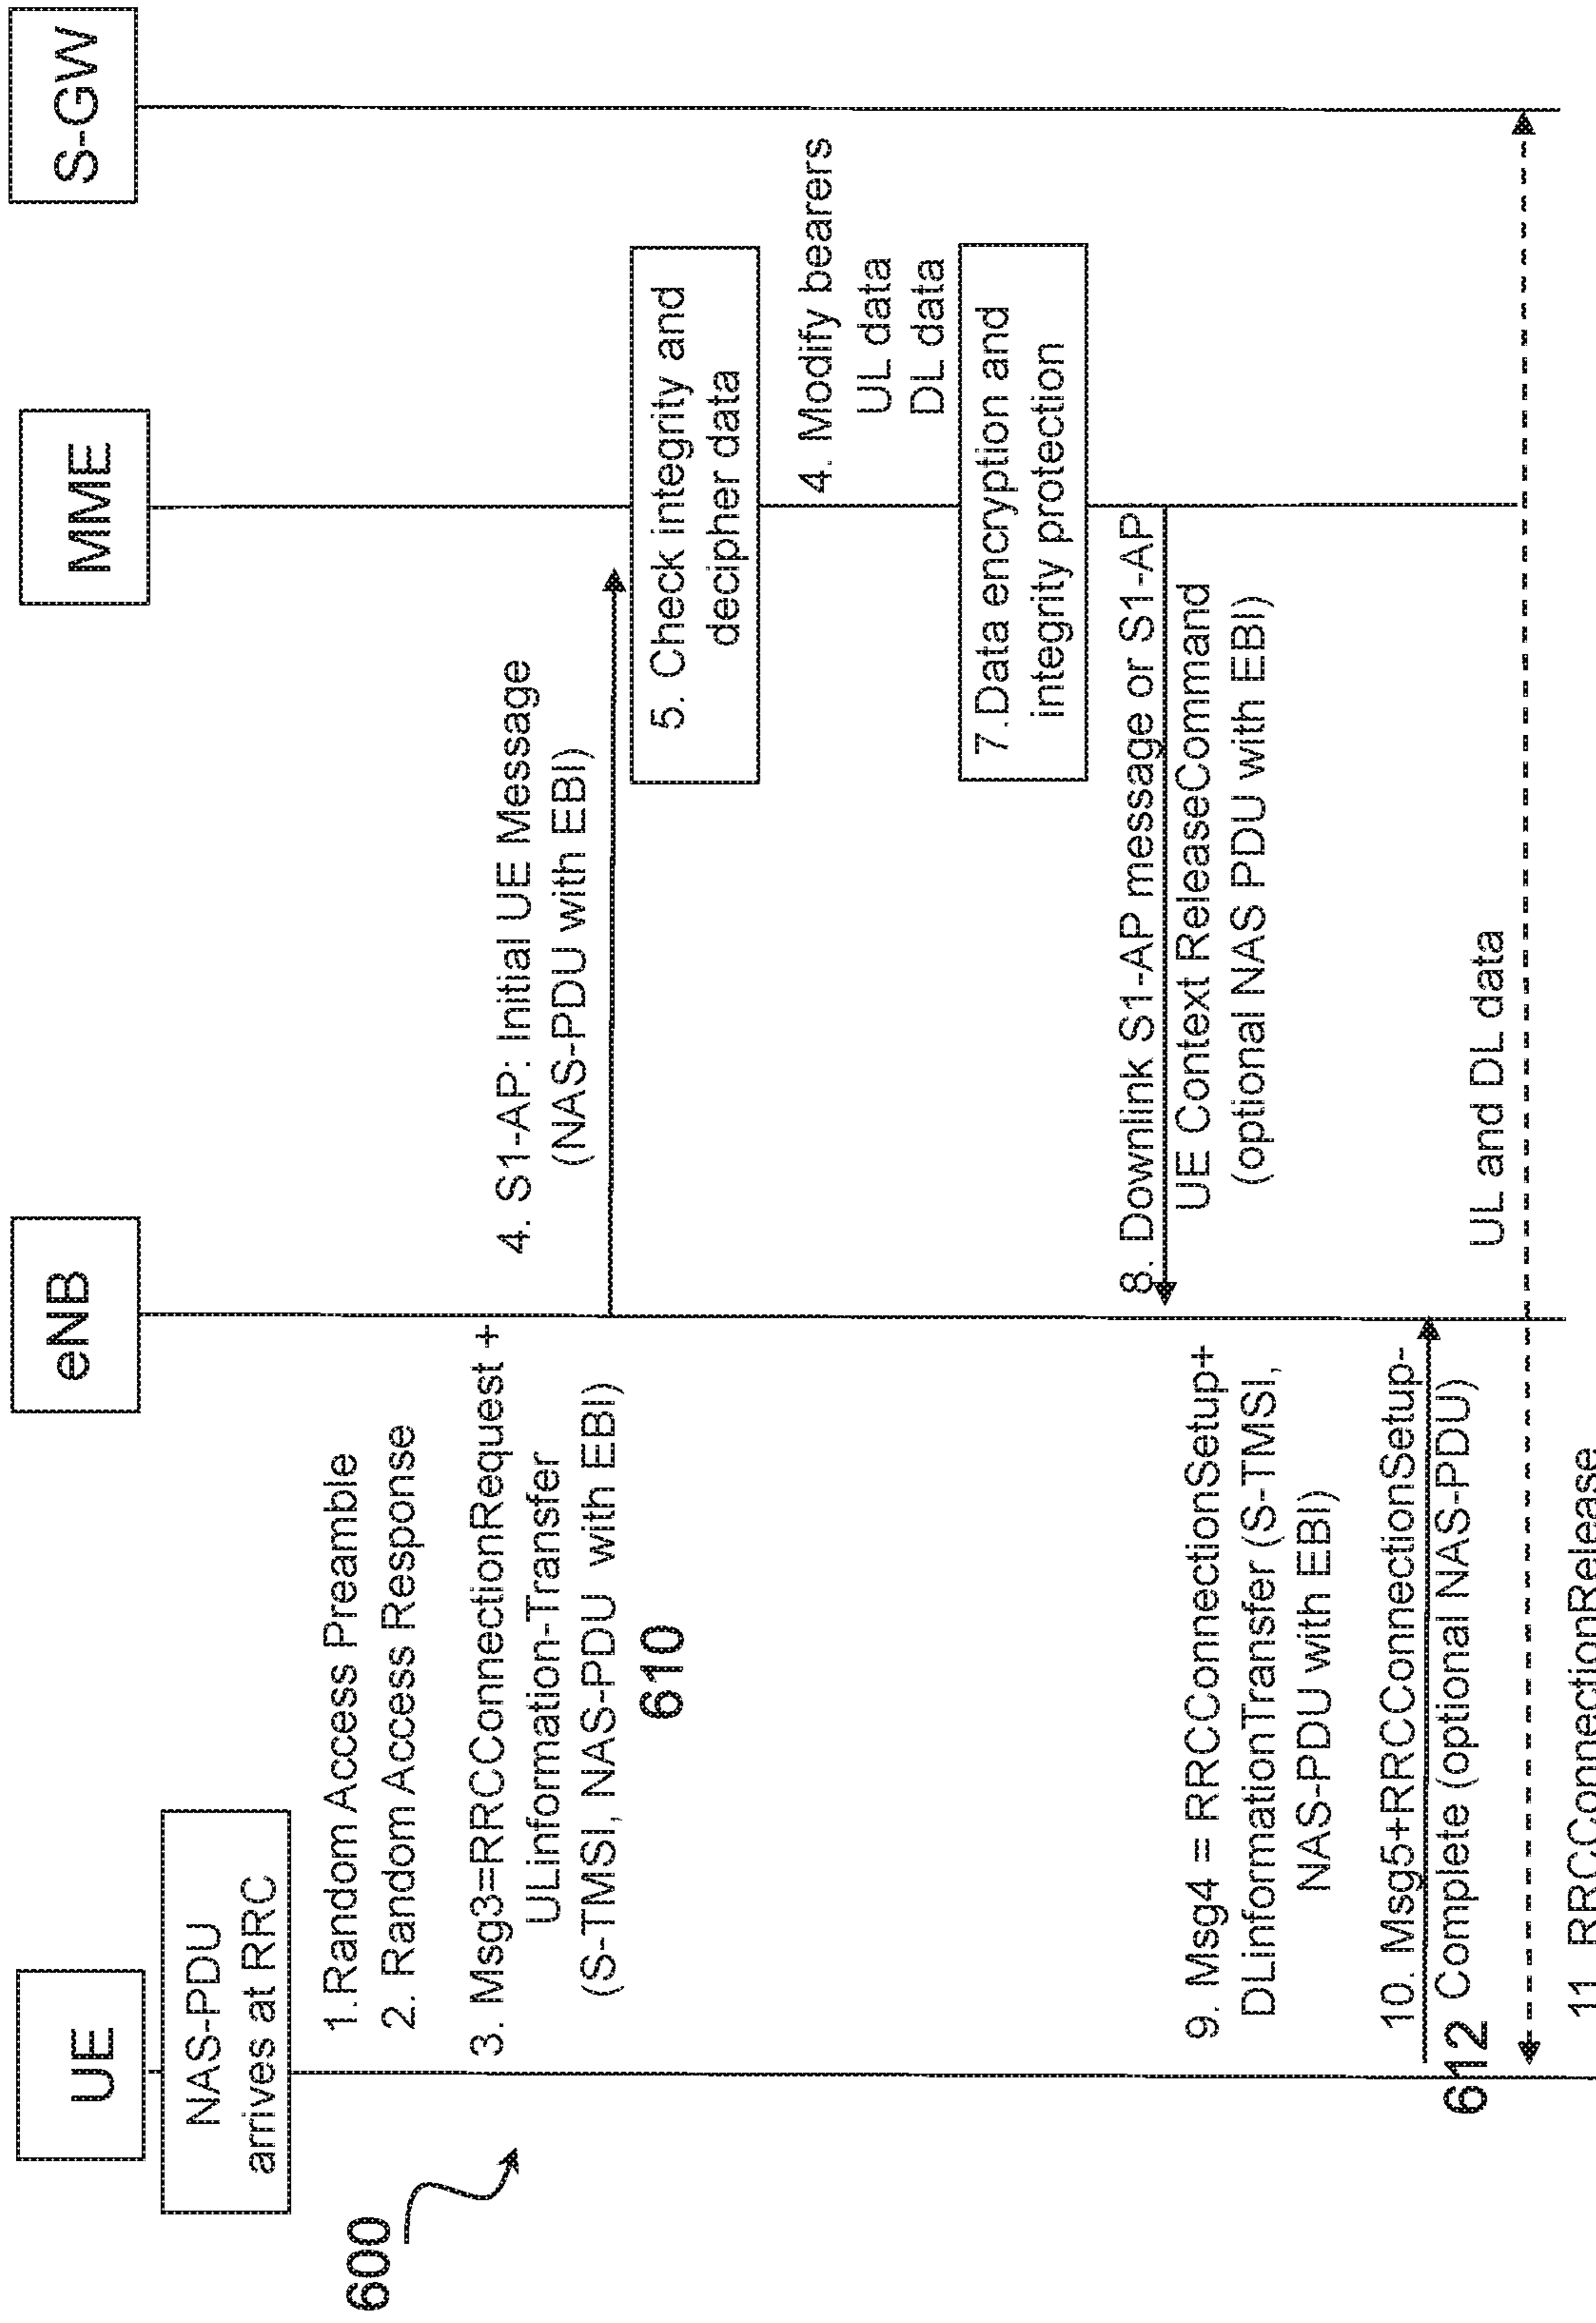 UE
eNB
MME
S-GW
NAS-PDU
arrives at RRC
600
1.Random Access Preamble
2. Random Access Response
3. Msg3=RRCConnectionRequest +
ULinformation-Transfer
(S-TMSI, NAS-PDU with EBI)
610
4. S1-AP: Initial UE Message
(NAS-PDU with EBI)
5. Check integrity and
decipher data
4. Modify bearers
UL data
DL data
7.Data encryption and
integrity protection
8. Downlink S1-AP message or S1-AP
UE Context ReleaseCommand
(optional NAS PDU with EBI)
9. Msg4 = RRCConnectionSetup+
DLinformationTransfer (S-TMSI,
NAS-PDU with EBI)
10. Msg5+RRCConnectionSetup-
Complete (optional NAS-PDU)
612
UL and DL data
11. RRCConnectionRelease